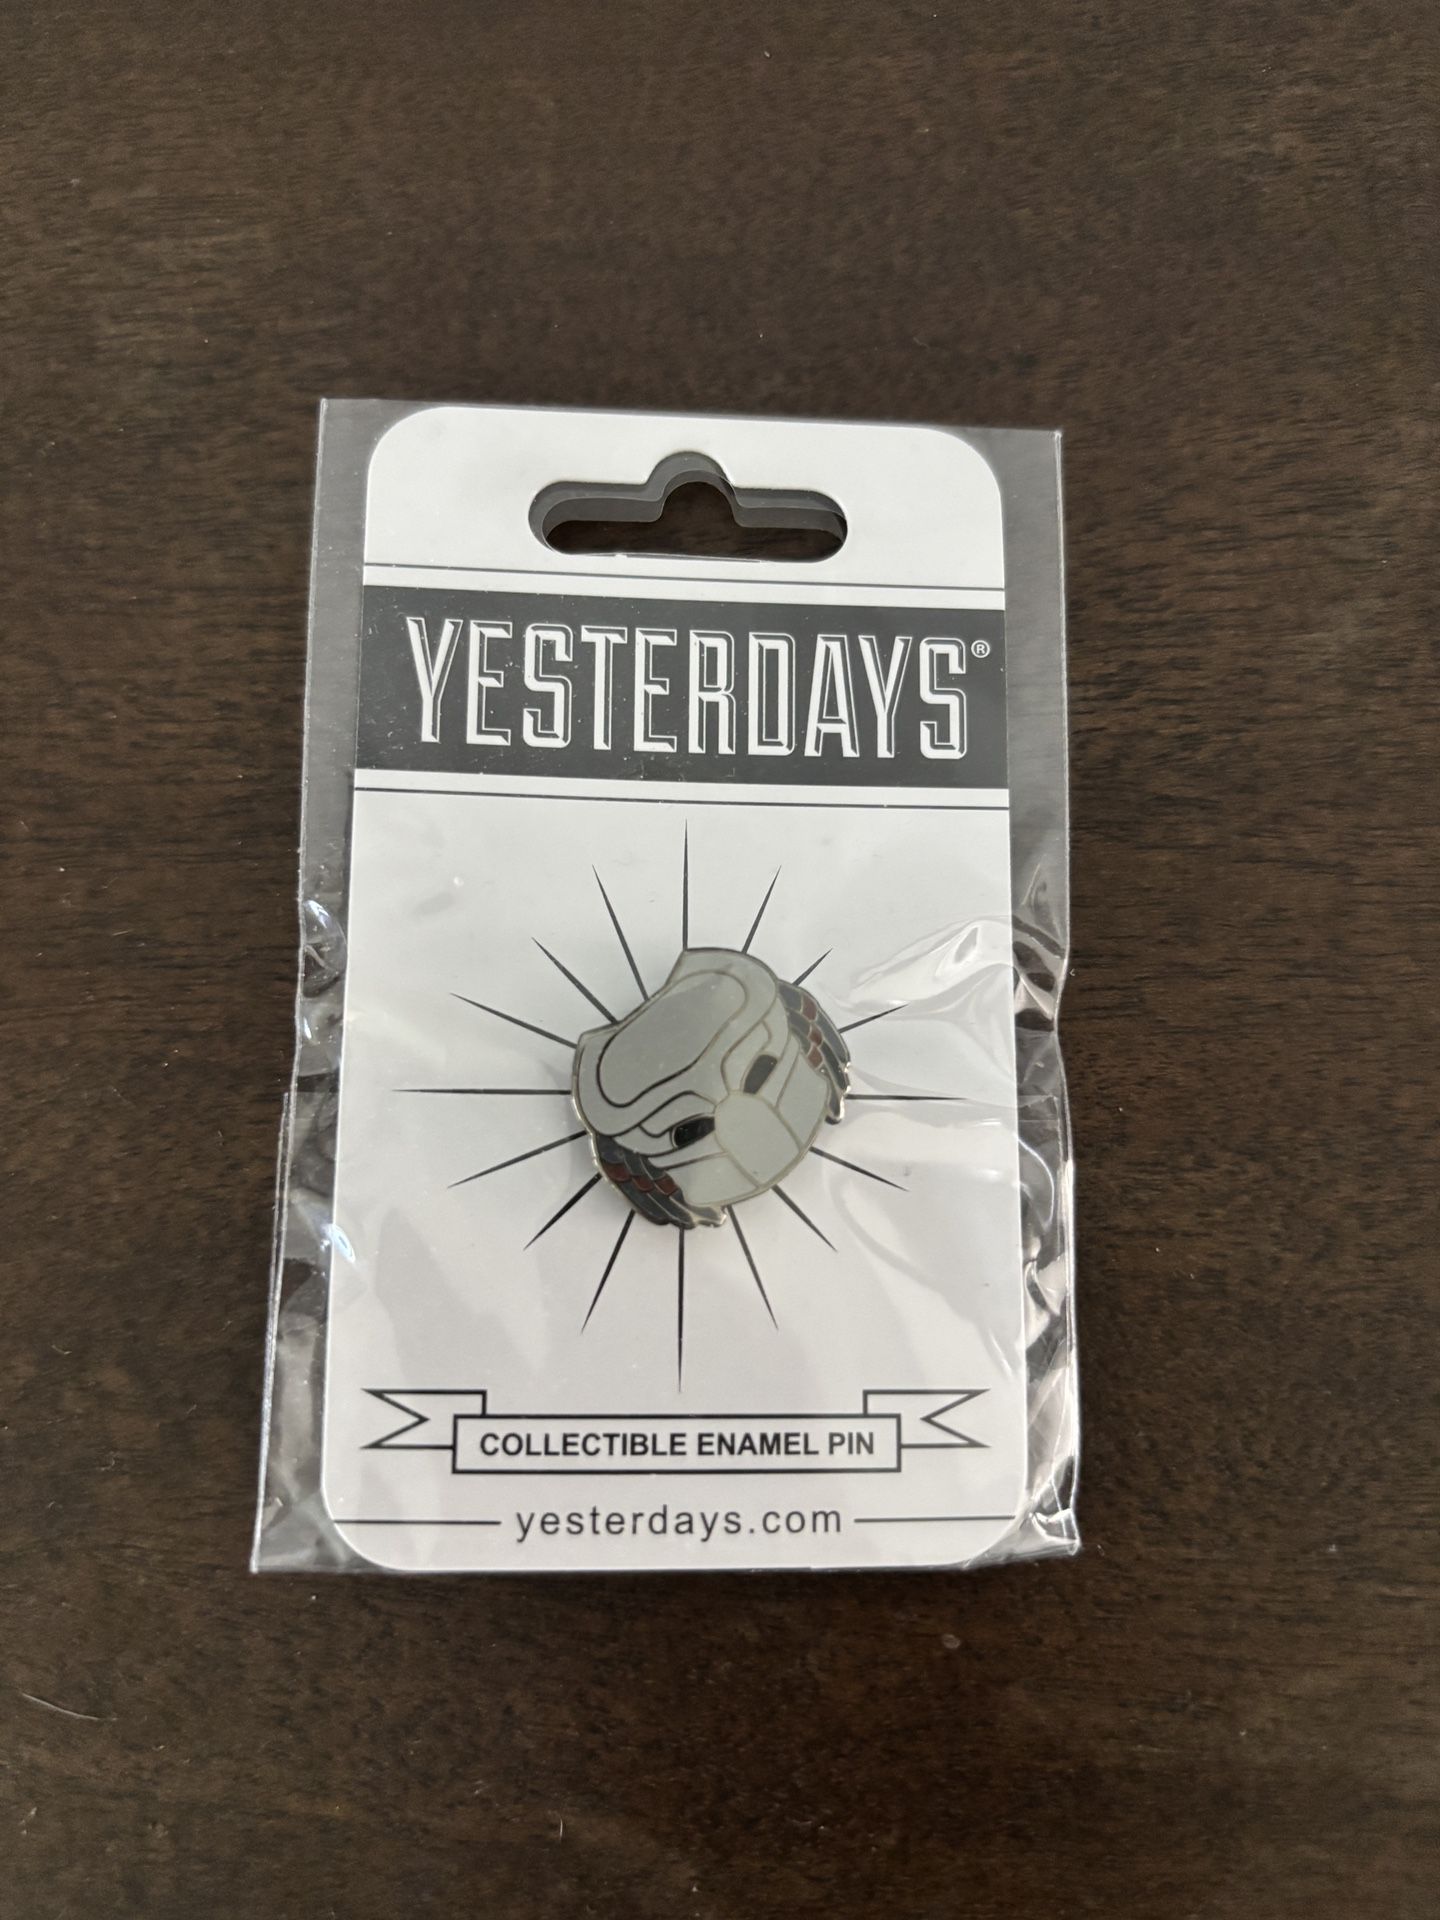 YESTERDAYS®
COLLECTIBLE ENAMEL PIN
yesterdays.com